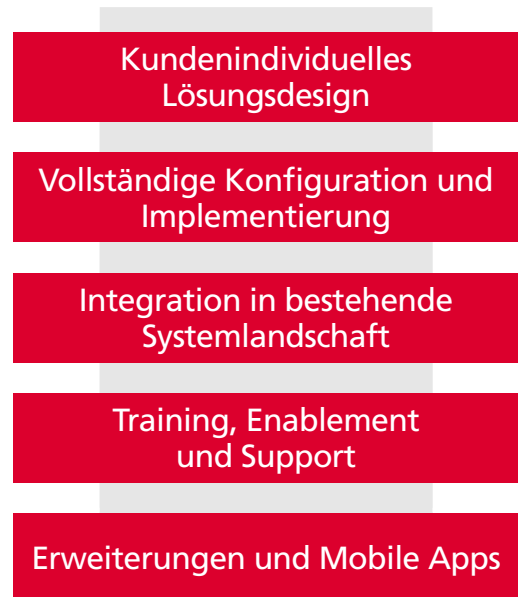 Kundenindividuelles
Lösungsdesign
Vollständige Konfiguration und
Implementierung
Integration in bestehende
Systemlandschaft
Training, Enablement
und Support
Erweiterungen und Mobile Apps